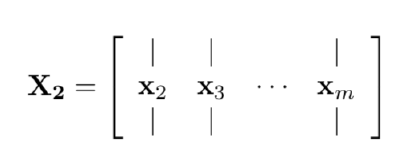 | | |
X₂ = [ x₂ x₃ ⋯ xₘ ]
| | |